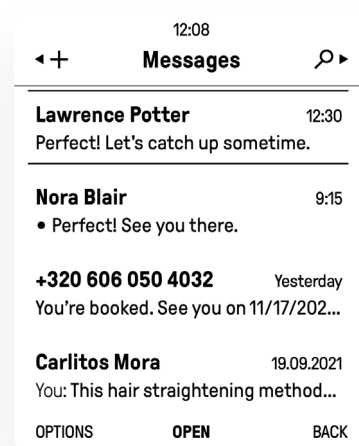 12:08
Messages
Lawrence Potter 12:30
Perfect! Let's catch up sometime.
Nora Blair 9:15
• Perfect! See you there.
+320 606 050 4032 Yesterday
You're booked. See you on 11/17/202...
Carlitos Mora 19.09.2021
You: This hair straightening method...
OPTIONS OPEN BACK